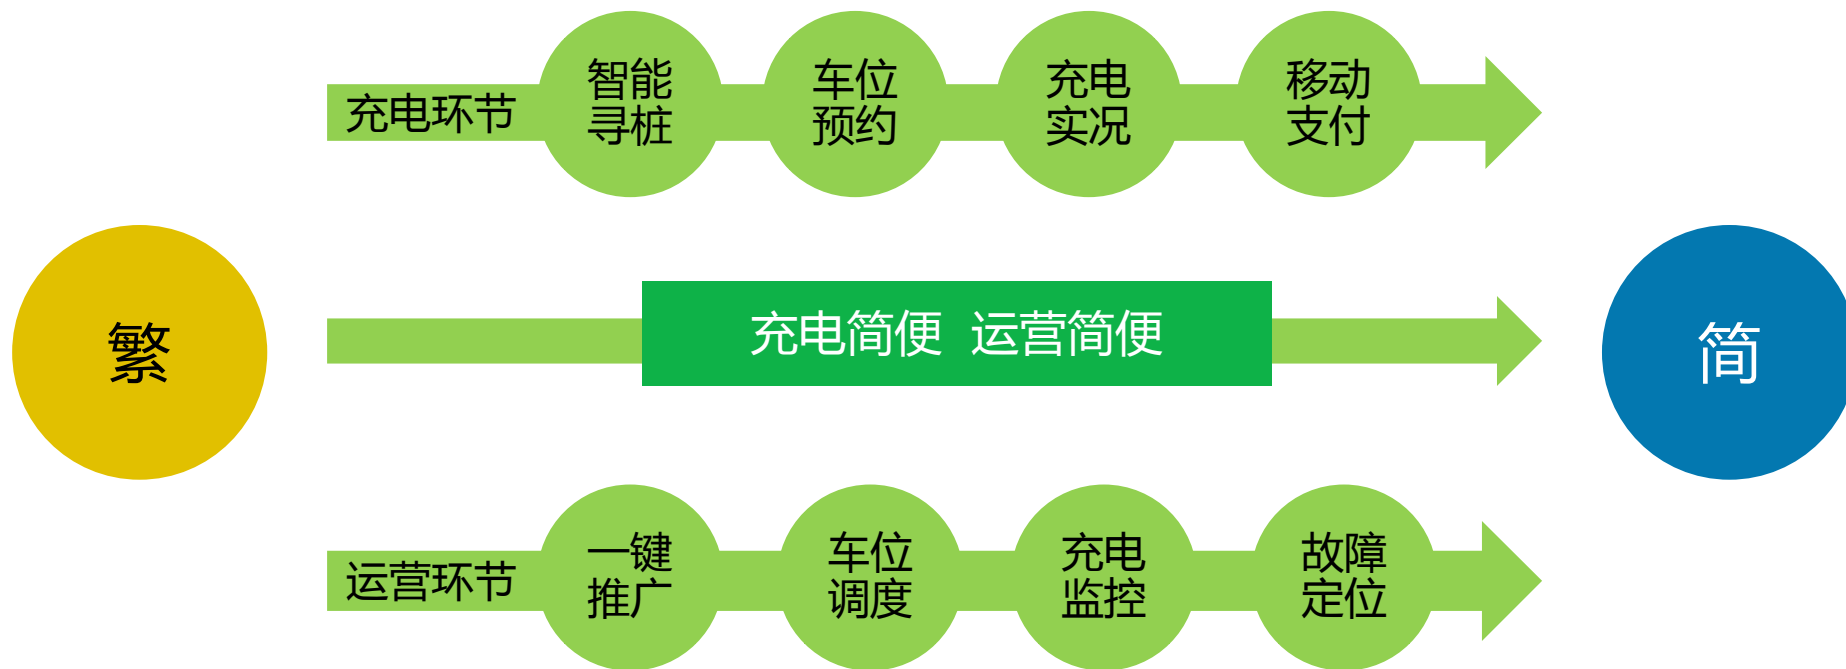 充电环节
智能
寻桩
车位
预约
充电
实况
移动
支付
繁
充电简便 运营简便
简
运营环节
一键
推广
车位
调度
充电
监控
故障
定位